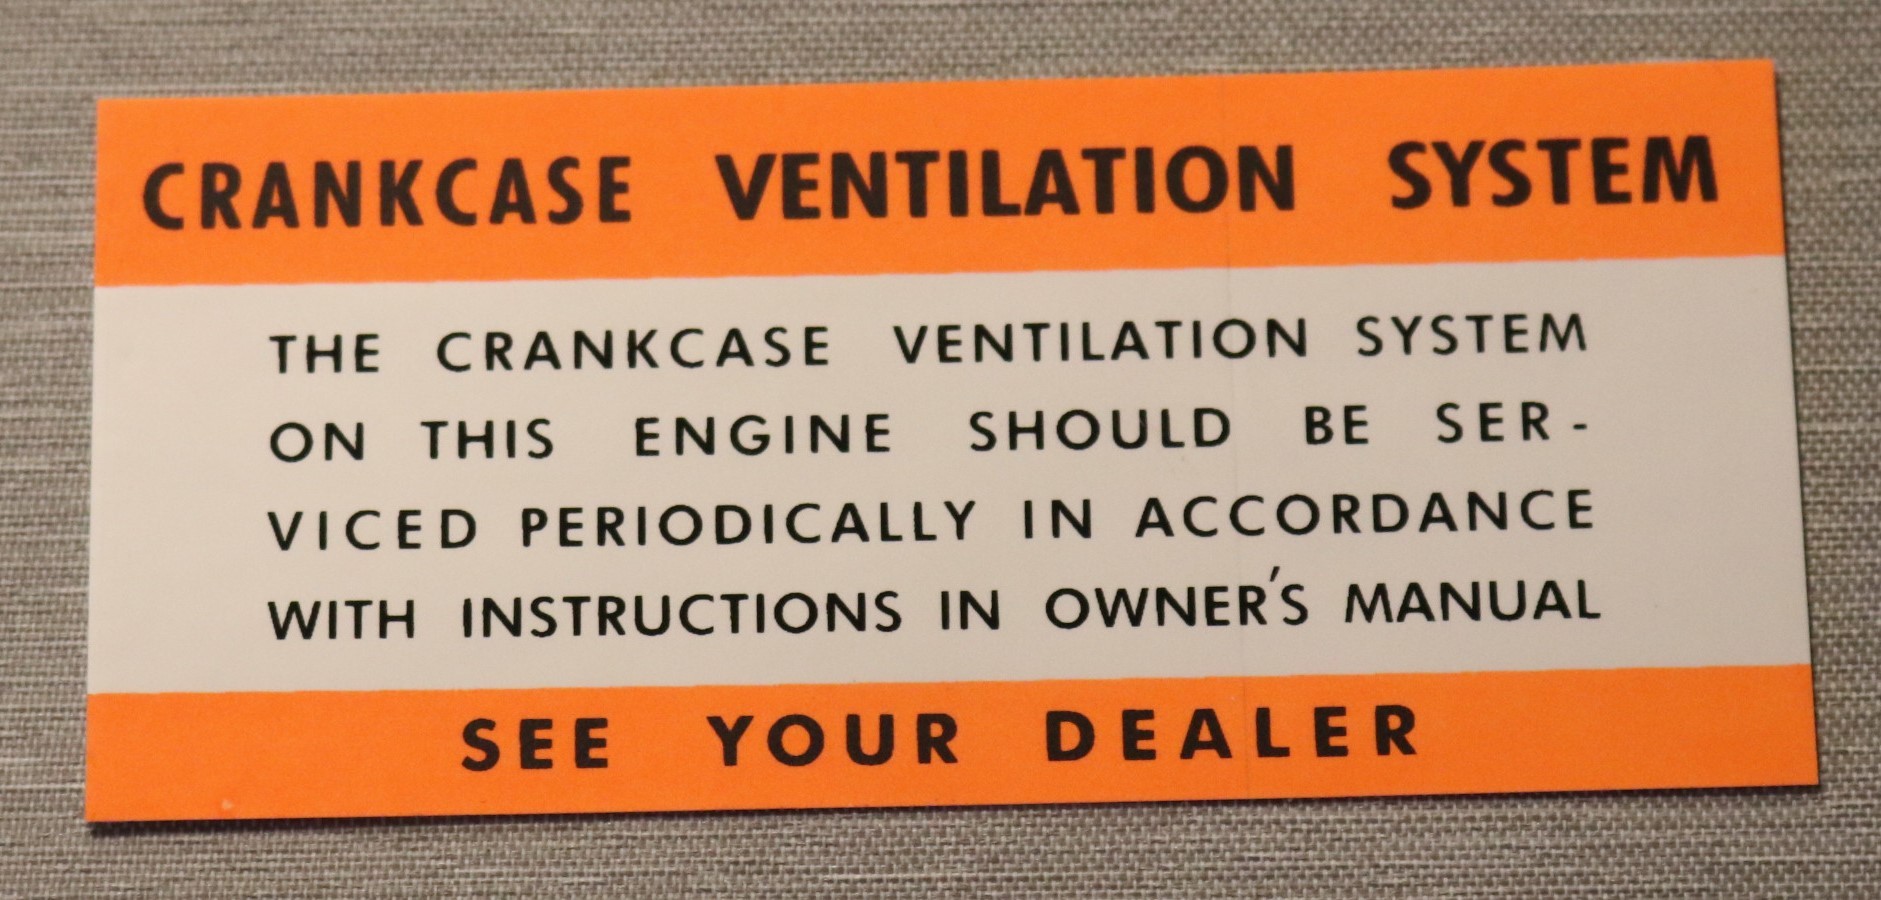 CRANKCASE VENTILATION SYSTEM
THE CRANKCASE VENTILATION SYSTEM
ON THIS ENGINE SHOULD BE SER-
VICED PERIODICALLY IN ACCORDANCE
WITH INSTRUCTIONS IN OWNER'S MANUAL
SEE YOUR DEALER